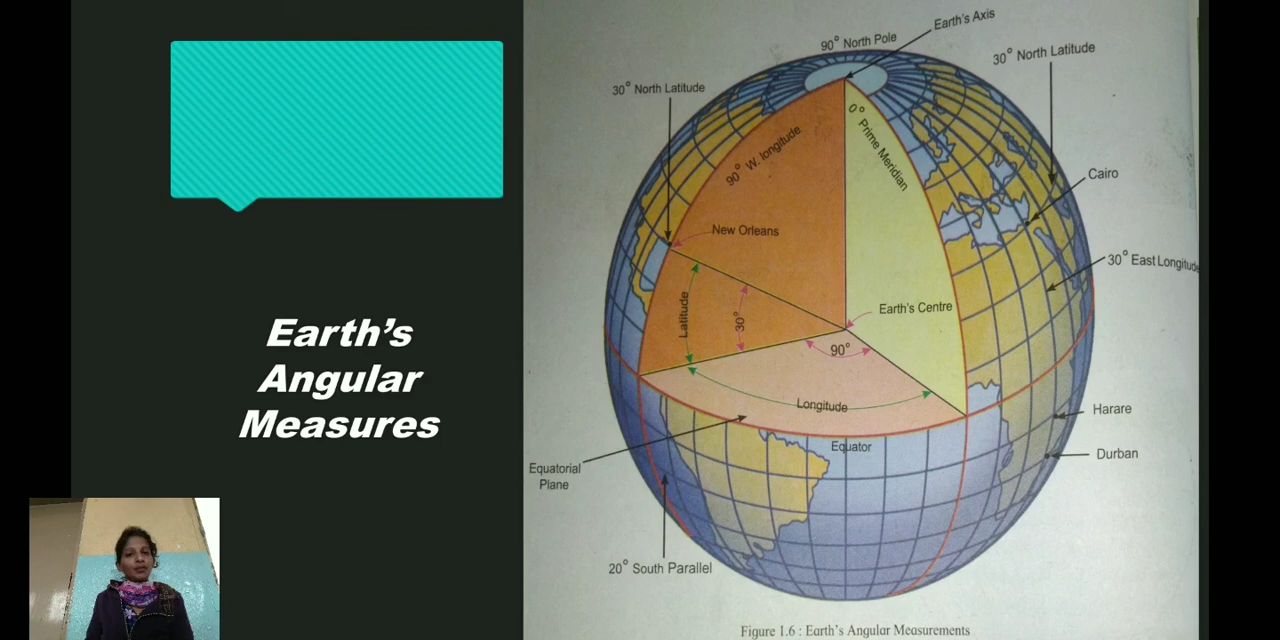 Earth's
Angular
Measures
Earth's Axis
90° North Pole
30° North Latitude
30° North Latitude
0° Prime Meridian
90° W. longitude
Cairo
New Orleans
30° East Longitude
Latitude
30°
Earth's Centre
90°
Longitude
Harare
Equator
Durban
Equatorial
Plane
20° South Parallel
Figure 1.6 : Earth's Angular Measurements